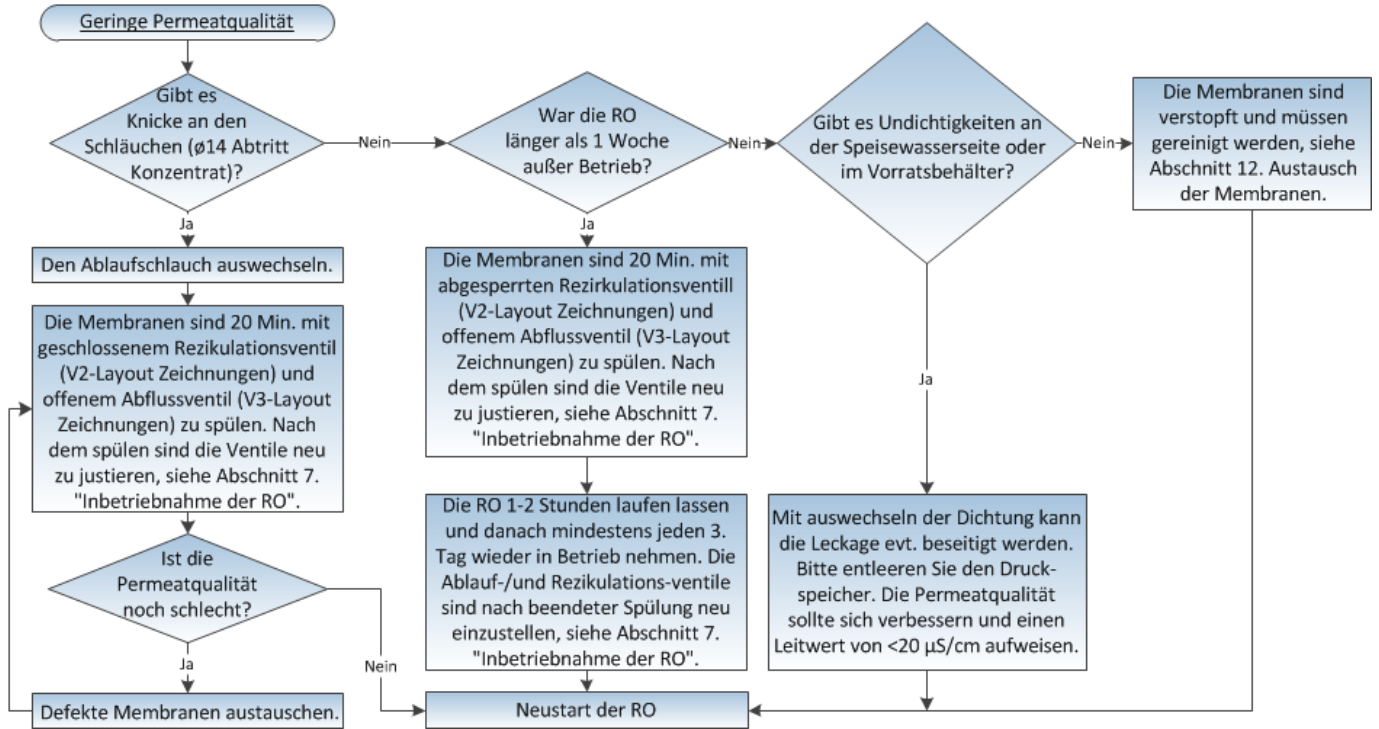 Geringe Permeatqualität
Gibt es
Knicke an den
Schläuchen (ø14 Abtritt
Konzentrat)?
Nein
Ja
Den Ablaufschlauch auswechseln.
Die Membranen sind 20 Min. mit
geschlossenem Rezikulationsventil
(V2-Layout Zeichnungen) und
offenem Abflussventil (V3-Layout
Zeichnungen) zu spülen. Nach
dem spülen sind die Ventile neu
zu justieren, siehe Abschnitt 7.
"Inbetriebnahme der RO".
Ist die
Permeatqualität
noch schlecht?
Ja
Nein
Defekte Membranen austauschen.
War die RO
länger als 1 Woche
außer Betrieb?
Nein
Ja
Die Membranen sind 20 Min. mit
abgesperrten Rezirkulationsventill
(V2-Layout Zeichnungen) und
offenem Abflussventil (V3-Layout
Zeichnungen) zu spülen. Nach
dem spülen sind die Ventile neu
zu justieren, siehe Abschnitt 7.
"Inbetriebnahme der RO".
Die RO 1-2 Stunden laufen lassen
und danach mindestens jeden 3.
Tag wieder in Betrieb nehmen. Die
Ablauf-/und Rezikulations-ventile
sind nach beendeter Spülung neu
einzustellen, siehe Abschnitt 7.
"Inbetriebnahme der RO".
Neustart der RO
Gibt es Undichtigkeiten an
der Speisewasserseite oder
im Vorratsbehälter?
Nein
Ja
Mit auswechseln der Dichtung kann
die Leckage evt. beseitigt werden.
Bitte entleeren Sie den Druck-
speicher. Die Permeatqualität
sollte sich verbessern und einen
Leitwert von <20 µS/cm aufweisen.
Die Membranen sind
verstopft und müssen
gereinigt werden, siehe
Abschnitt 12. Austausch
der Membranen.